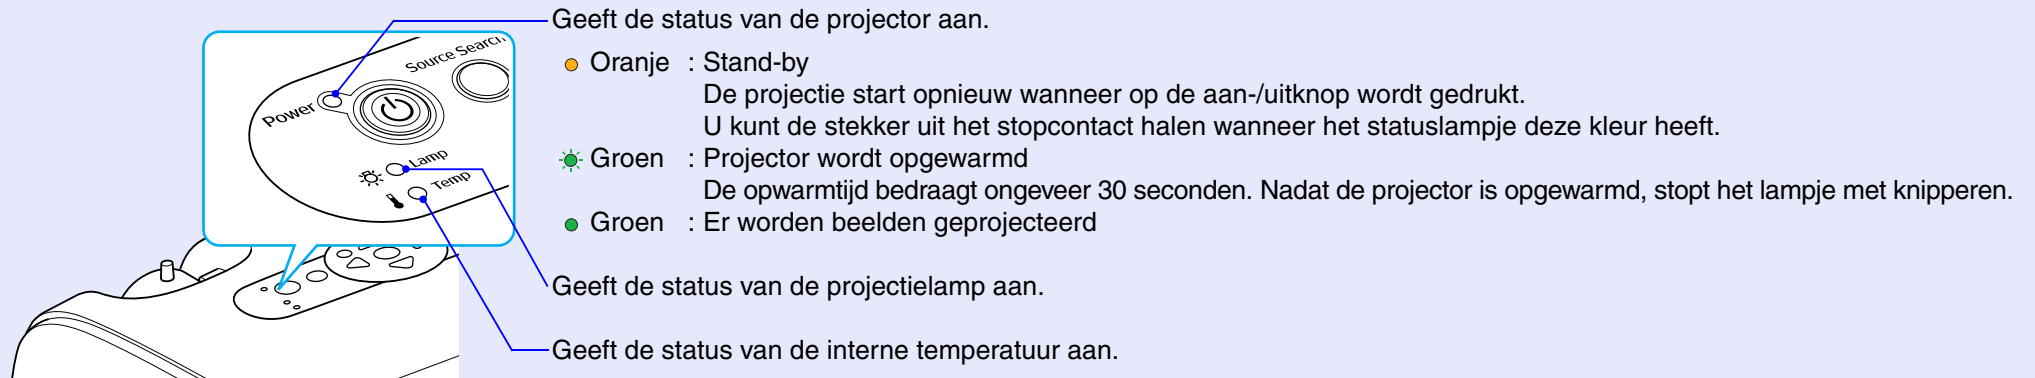 Geeft de status van de projector aan.
Oranje : Stand-by
De projectie start opnieuw wanneer op de aan-/uitknop wordt gedrukt.
U kunt de stekker uit het stopcontact halen wanneer het statuslampje deze kleur heeft.
Groen : Projector wordt opgewarmd
De opwarmtijd bedraagt ongeveer 30 seconden. Nadat de projector is opgewarmd, stopt het lampje met knipperen.
Groen : Er worden beelden geprojecteerd
Geeft de status van de projectielamp aan.
Geeft de status van de interne temperatuur aan.
Source Search
Power
Lamp
Temp